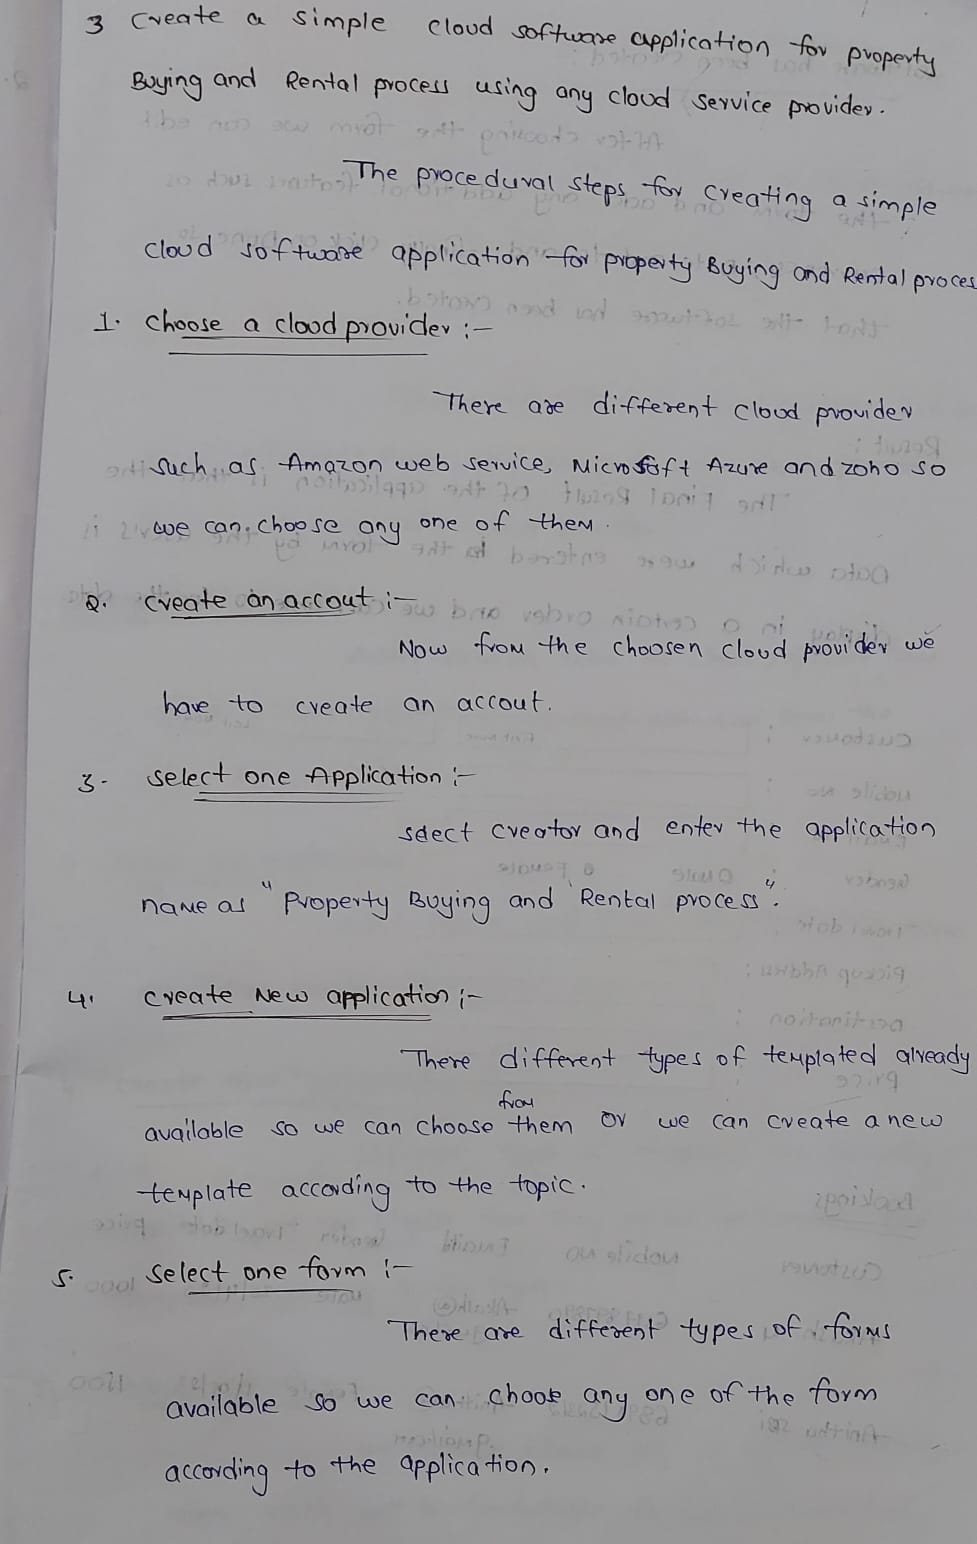 3 Create a simple cloud software application for property
Buying and Rental process using any cloud service provider.
The procedural steps for creating a simple
cloud software application for property Buying and Rental proces
1. Choose a cloud provider :-
There are different cloud provider
such as Amazon web service, Microsoft Azure and zoho so
we can choose any one of them.
2. Create an accout :-
Now from the choosen cloud provider we
have to create an accout.
3- Select one Application :-
select creator and enter the application
name as "Property Buying and Rental process".
4. Create New application :-
There different types of templated already
from
available so we can choose them or we can create a new
template according to the topic.
5. Select one form :-
There are different types of forms
available so we can choose any one of the form
according to the application.